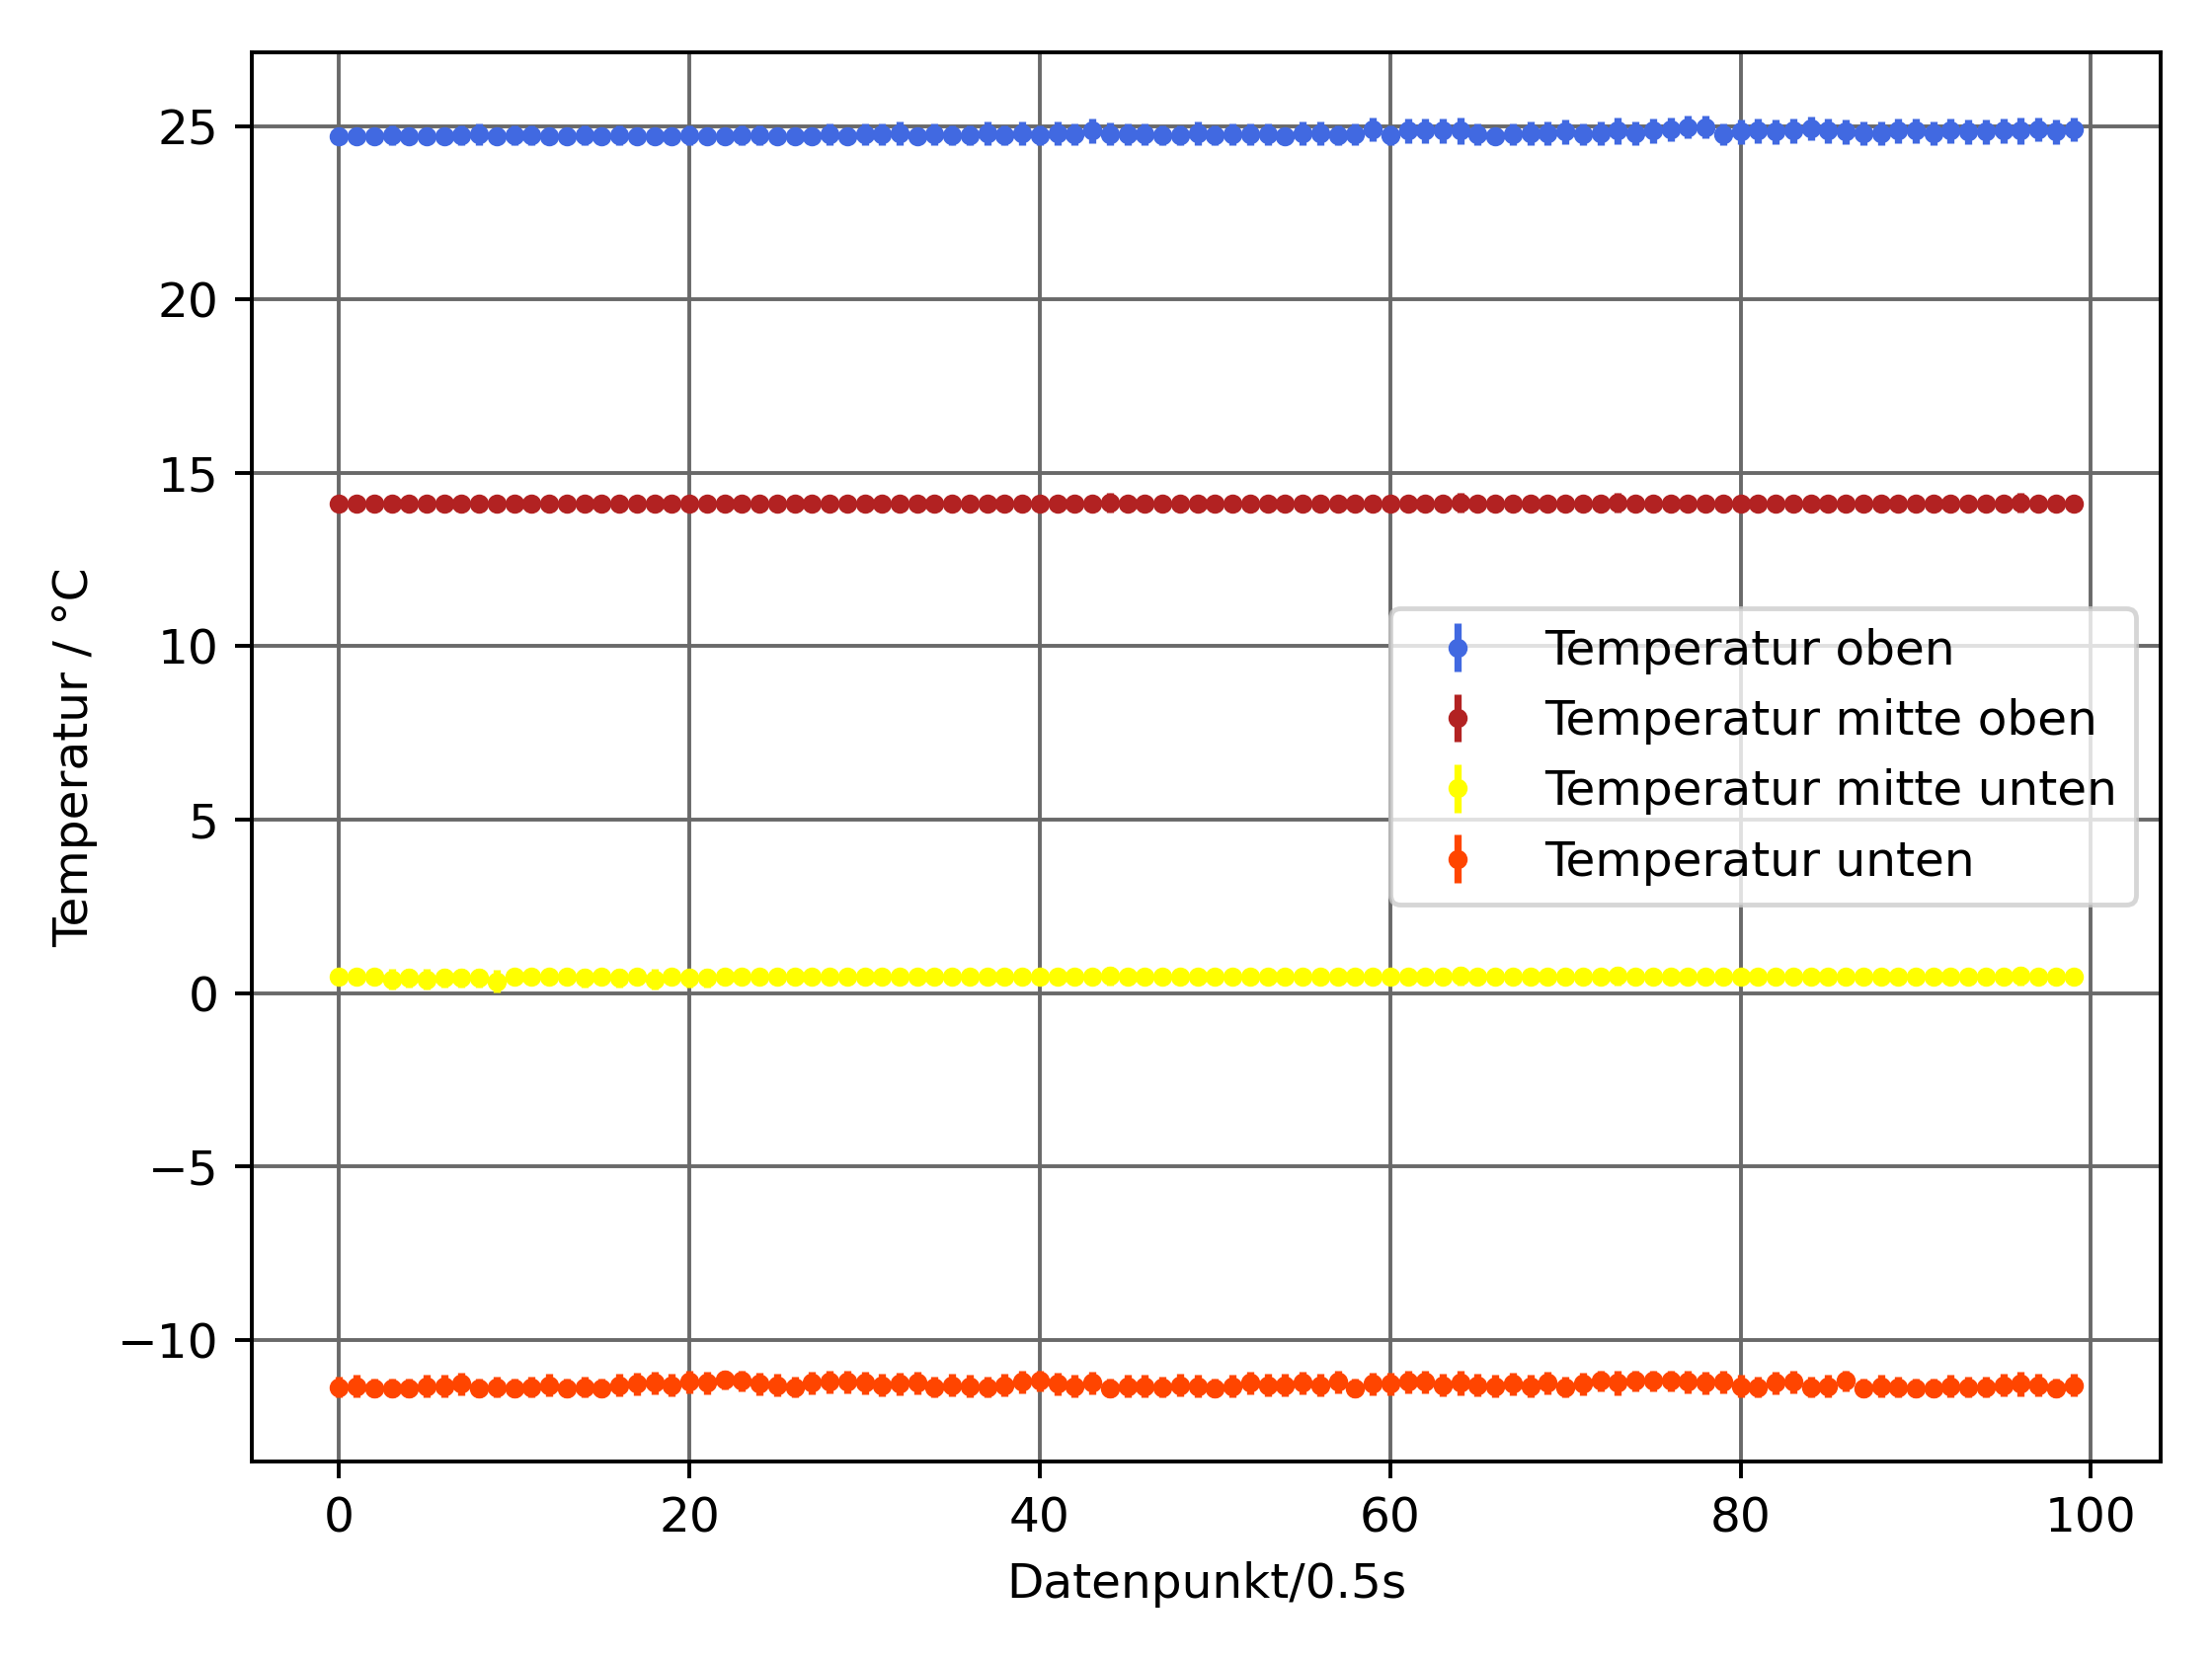 25
20
15
10
5
0
−5
−10
Temperatur / °C
Temperatur oben
Temperatur mitte oben
Temperatur mitte unten
Temperatur unten
0 20 40 60 80 100
Datenpunkt/0.5s